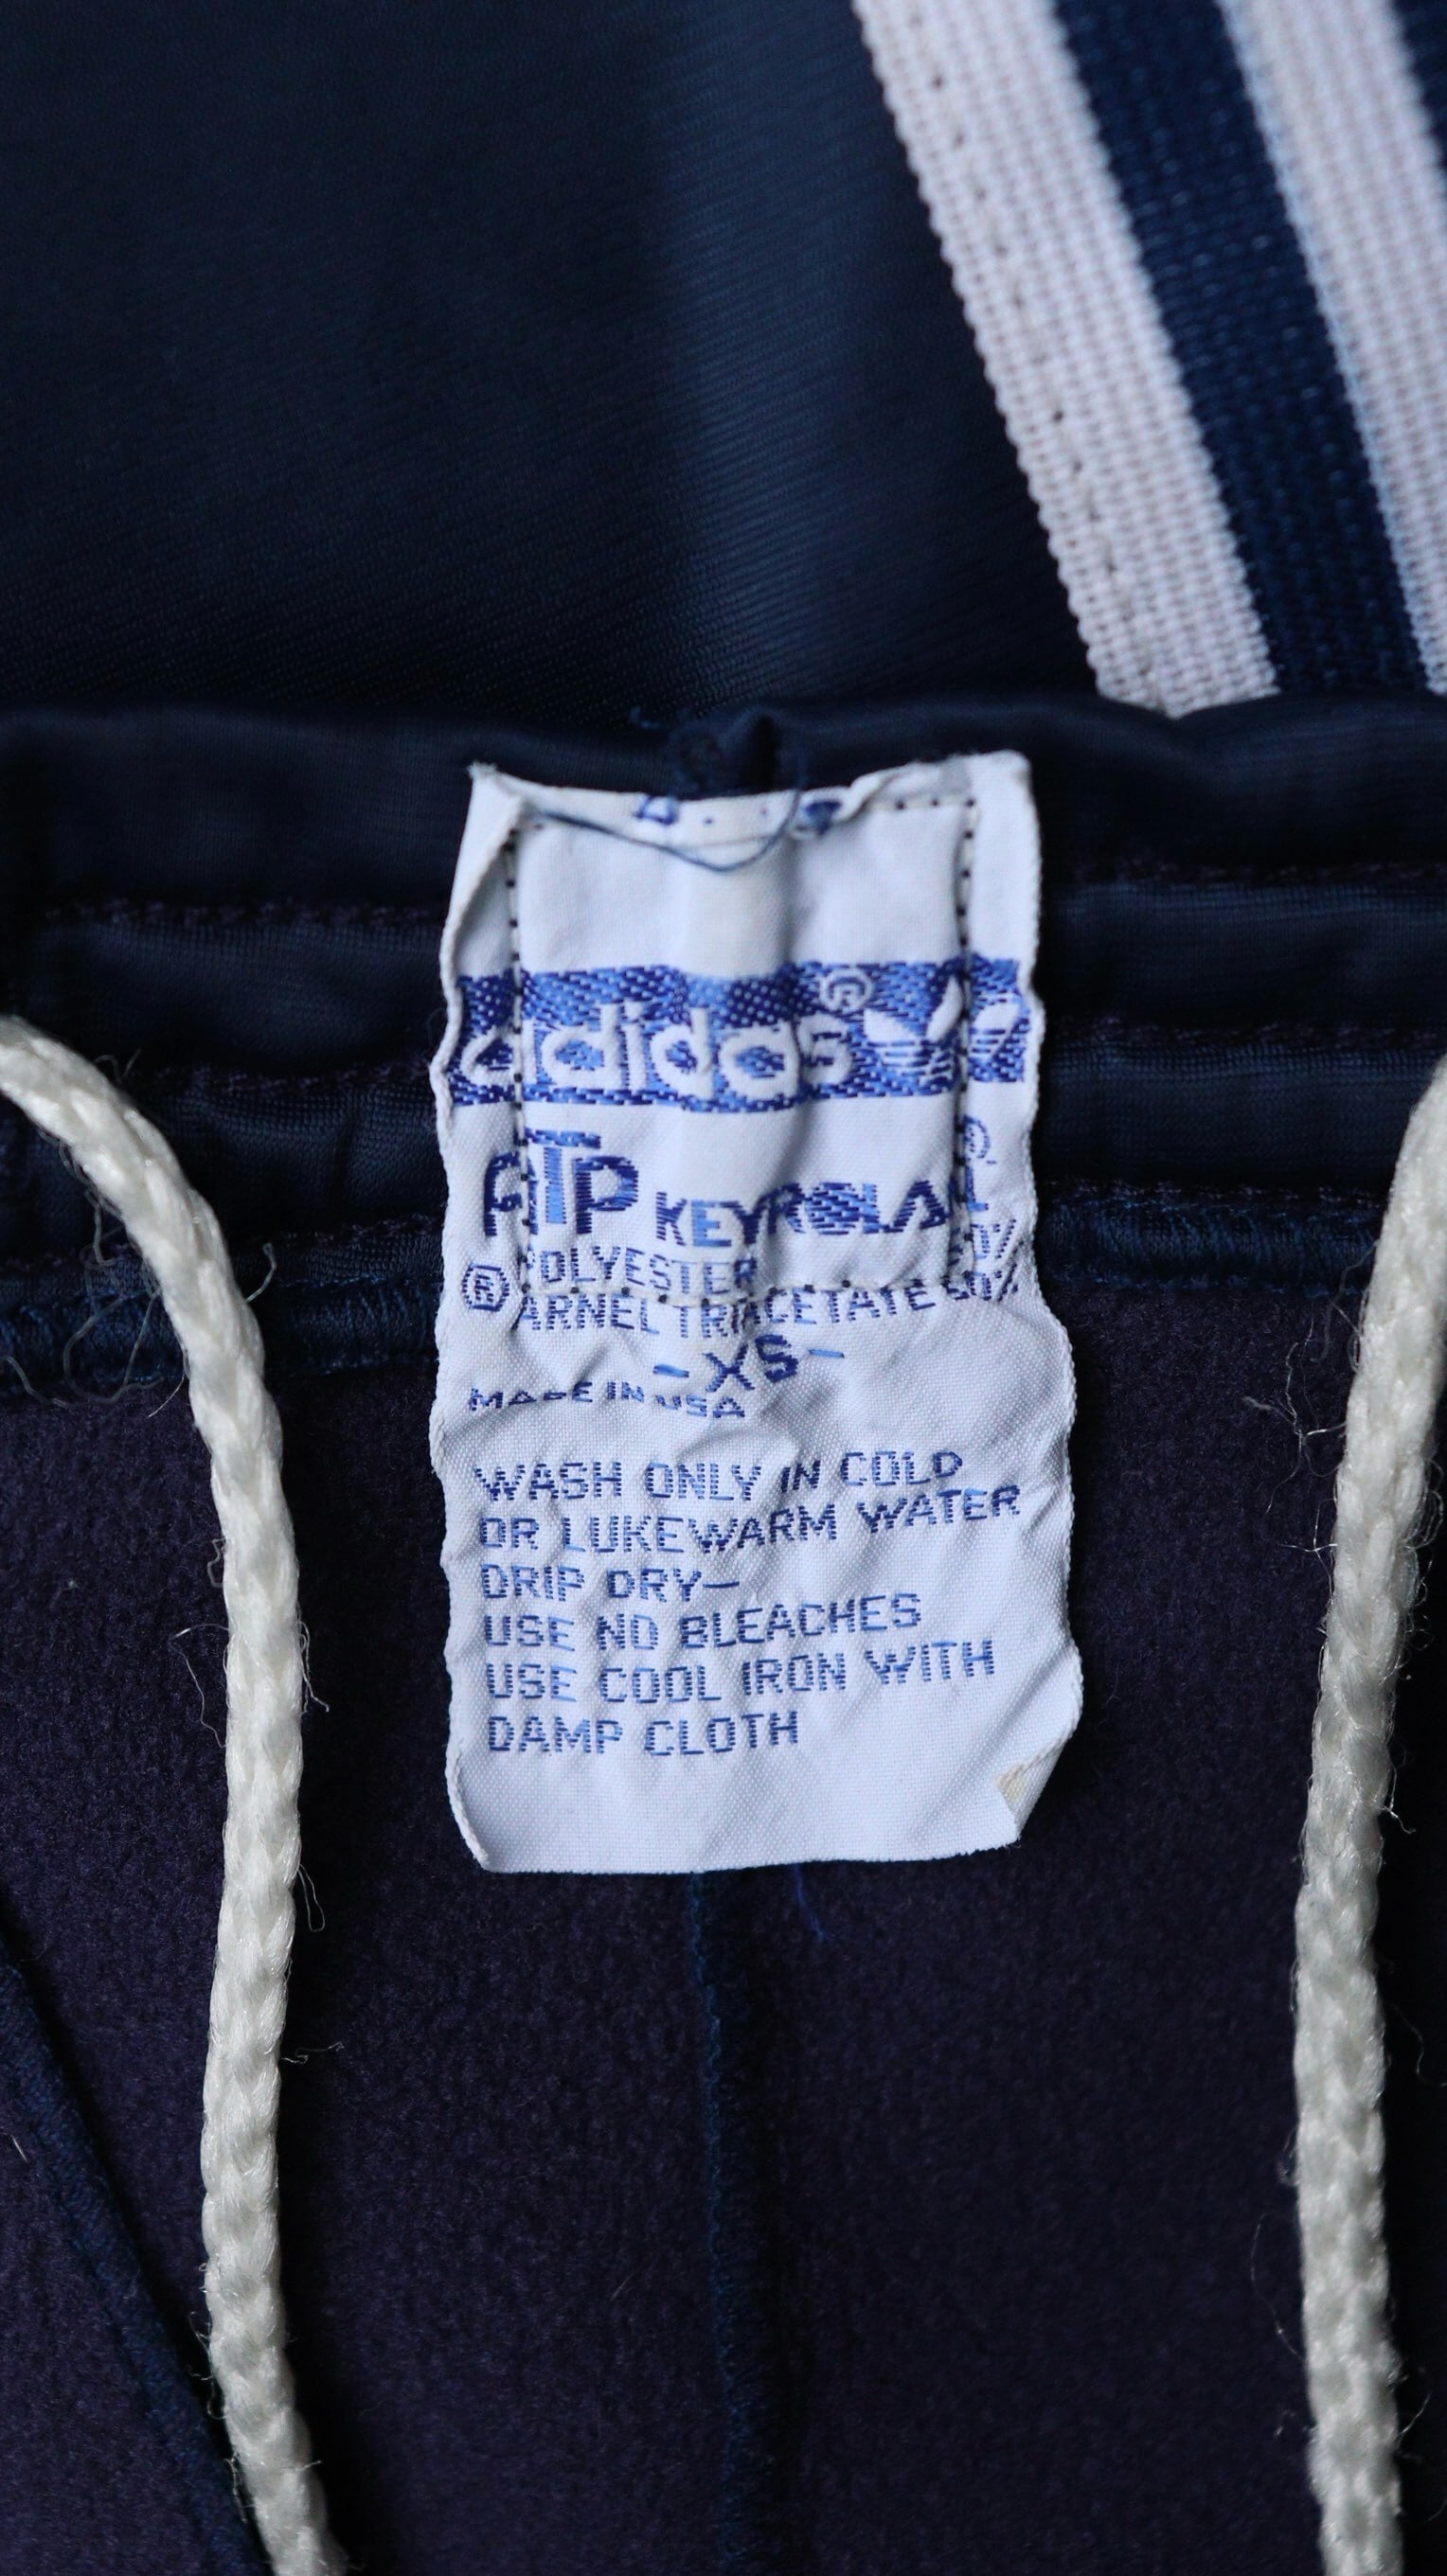 adidas®
ATP KEYROLAN®
POLYESTER
® ARNEL TRIACETATE
- XS -
MADE IN USA
WASH ONLY IN COLD
OR LUKEWARM WATER
DRIP DRY—
USE NO BLEACHES
USE COOL IRON WITH
DAMP CLOTH